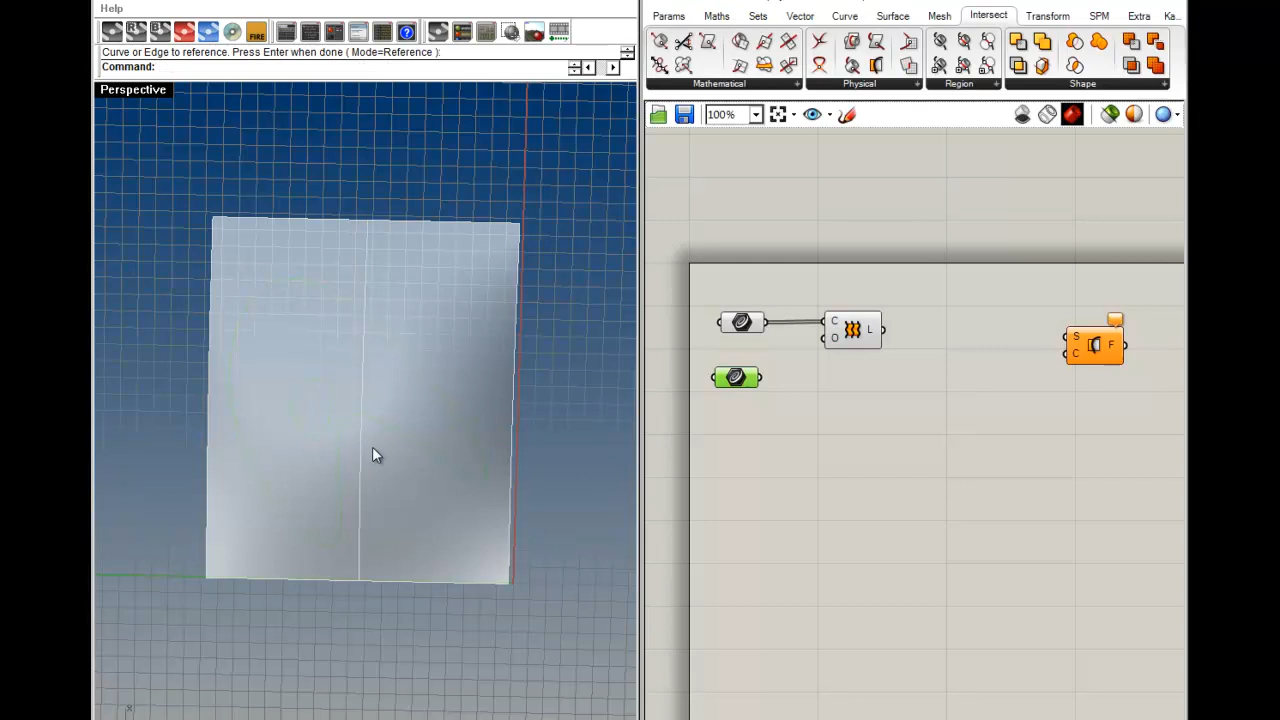 Help
Params Maths Sets Vector Curve Surface Mesh Intersect Transform SPM Extra Ka...
FIRE
Curve or Edge to reference. Press Enter when done ( Mode=Reference ):
Command:
Mathematical Physical Region Shape
Perspective
100%
C
O
L
S
C
F
x